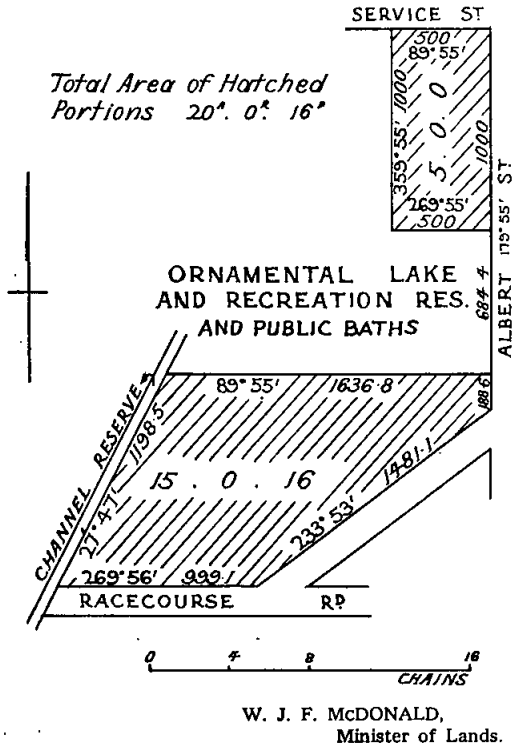 SERVICE ST
500
89°55'
Total Area of Hatched
Portions 20ᴬ. 0ᴿ. 16ᴾ
359°55' 1000
5 . 0 . 0
1000
269°55'
500
ALBERT 179°55' ST
684·4
ORNAMENTAL LAKE
AND RECREATION RES.
AND PUBLIC BATHS
CHANNEL RESERVE
89°55' 1636·8
188·6
27°47' 1198·5
15 . 0 . 16
233°53' 1481·1
269°56' 999·1
RACECOURSE Rᴰ
0 4 8 16
CHAINS
W. J. F. McDONALD,
Minister of Lands.